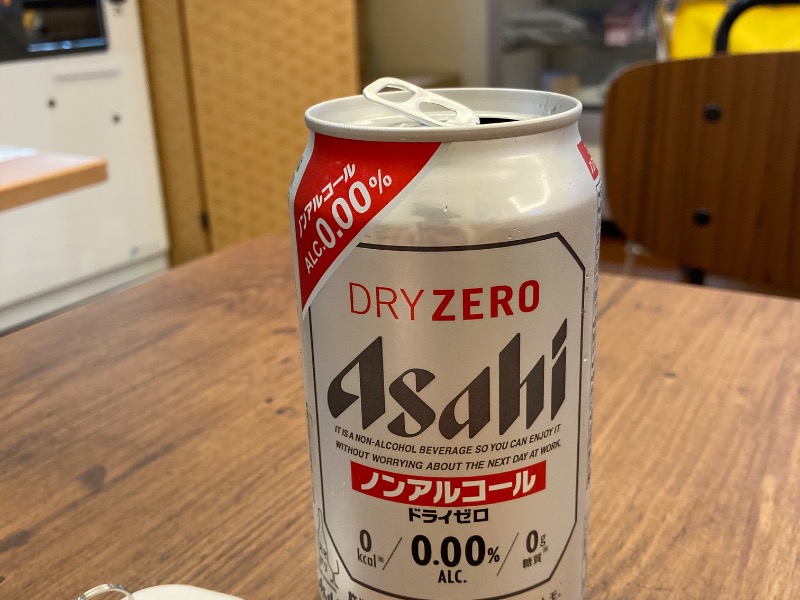 ノンアルコール
ALC.0.00%
DRY ZERO
Asahi
IT IS A NON-ALCOHOL BEVERAGE SO YOU CAN ENJOY IT
WITHOUT WORRYING ABOUT THE NEXT DAY AT WORK.
ノンアルコール
ドライゼロ
0kcal※/0.00%/0g※
ALC.
糖質